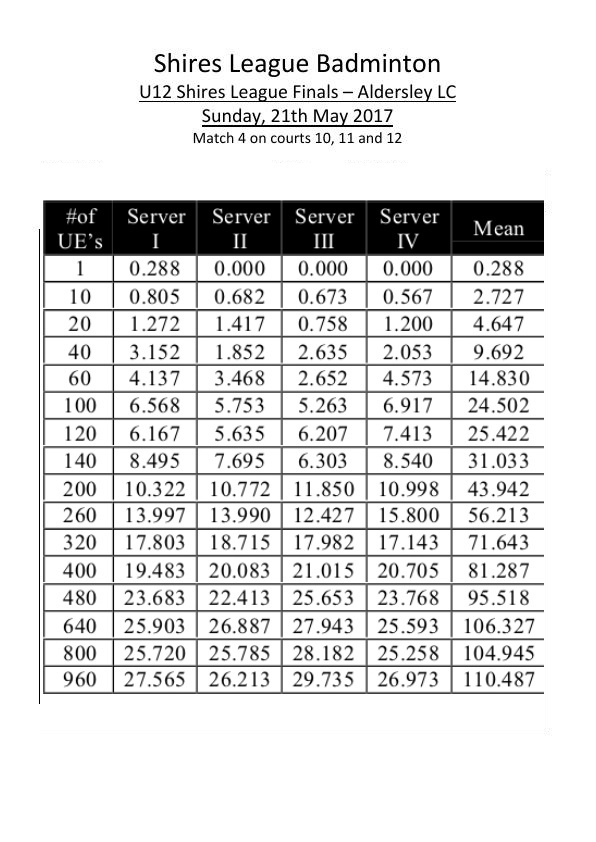 Shires League Badminton
U12 Shires League Finals – Aldersley LC
Sunday, 21th May 2017
Match 4 on courts 10, 11 and 12
#of UE's Server I Server II Server III Server IV Mean
1 0.288 0.000 0.000 0.000 0.288
10 0.805 0.682 0.673 0.567 2.727
20 1.272 1.417 0.758 1.200 4.647
40 3.152 1.852 2.635 2.053 9.692
60 4.137 3.468 2.652 4.573 14.830
100 6.568 5.753 5.263 6.917 24.502
120 6.167 5.635 6.207 7.413 25.422
140 8.495 7.695 6.303 8.540 31.033
200 10.322 10.772 11.850 10.998 43.942
260 13.997 13.990 12.427 15.800 56.213
320 17.803 18.715 17.982 17.143 71.643
400 19.483 20.083 21.015 20.705 81.287
480 23.683 22.413 25.653 23.768 95.518
640 25.903 26.887 27.943 25.593 106.327
800 25.720 25.785 28.182 25.258 104.945
960 27.565 26.213 29.735 26.973 110.487